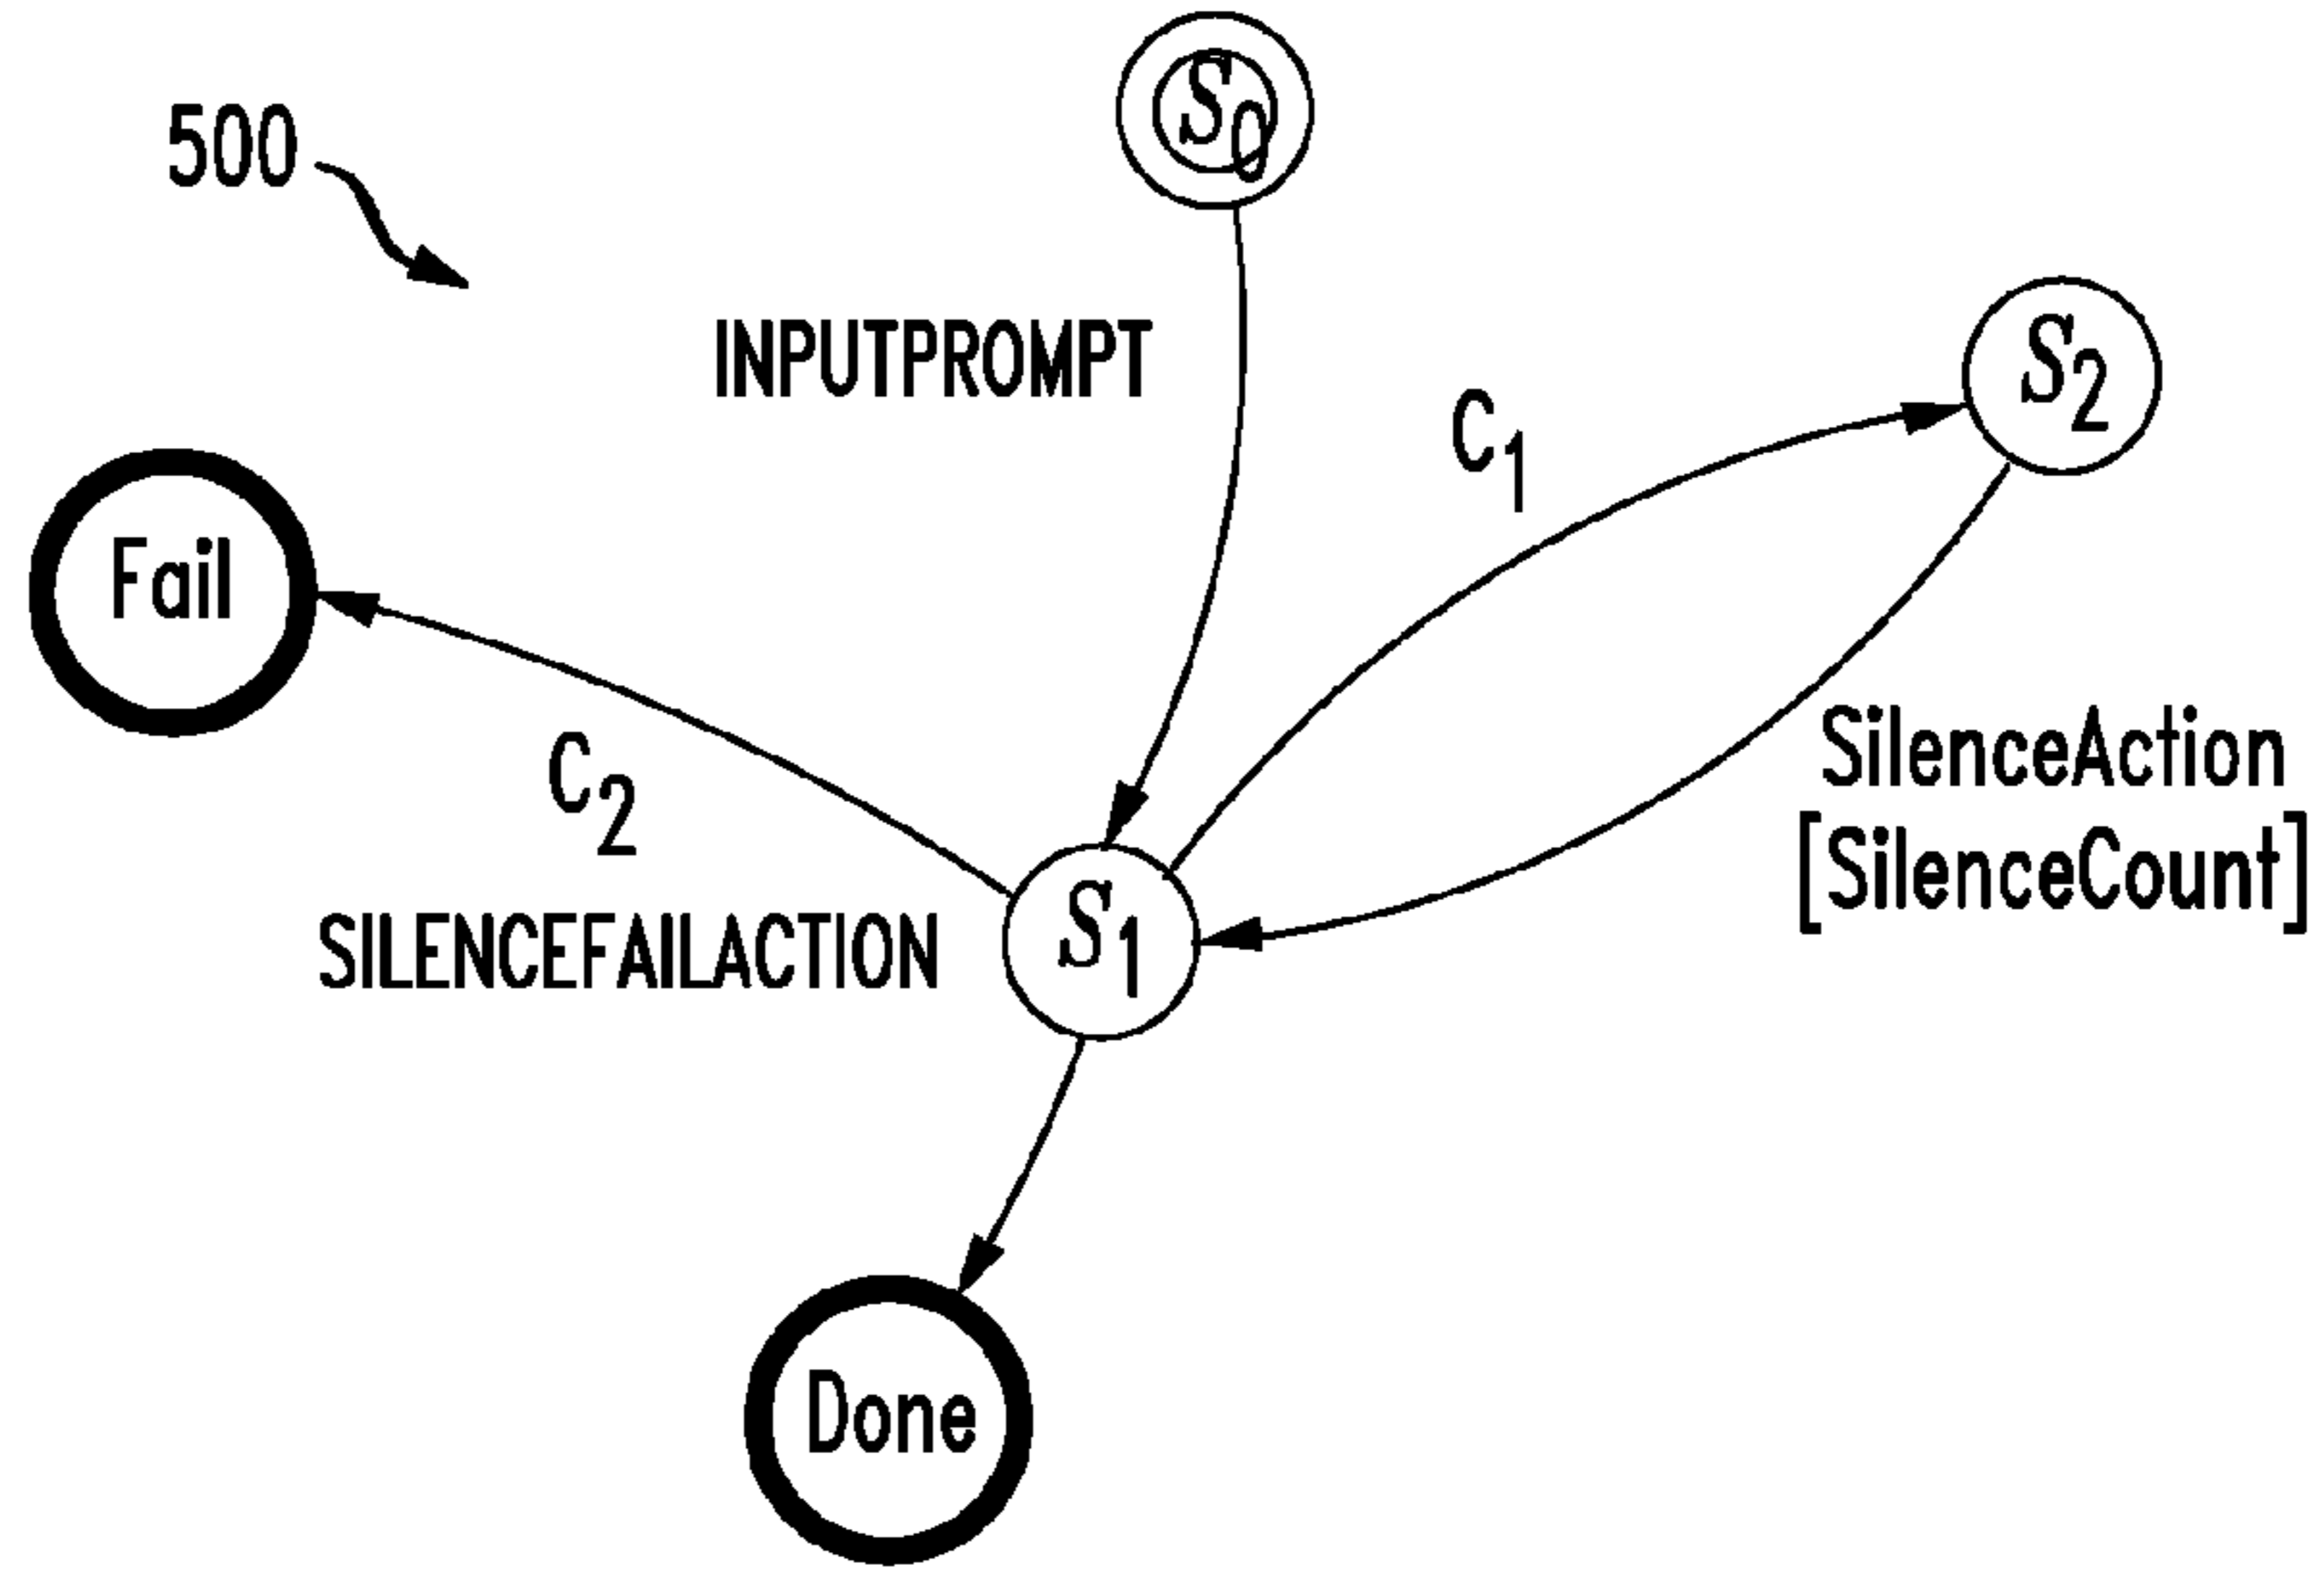 500
S0
INPUTPROMPT
S2
C1
Fail
C2
SILENCEFAILACTION
S1
SilenceAction
[SilenceCount]
Done